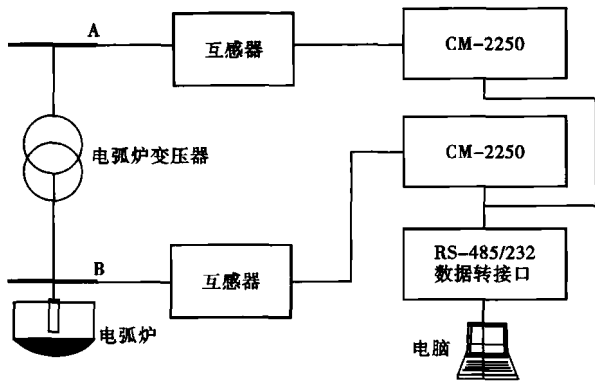 A
互感器
CM-2250
电弧炉变压器
CM-2250
B
互感器
RS-485/232
数据转接口
电弧炉
电脑